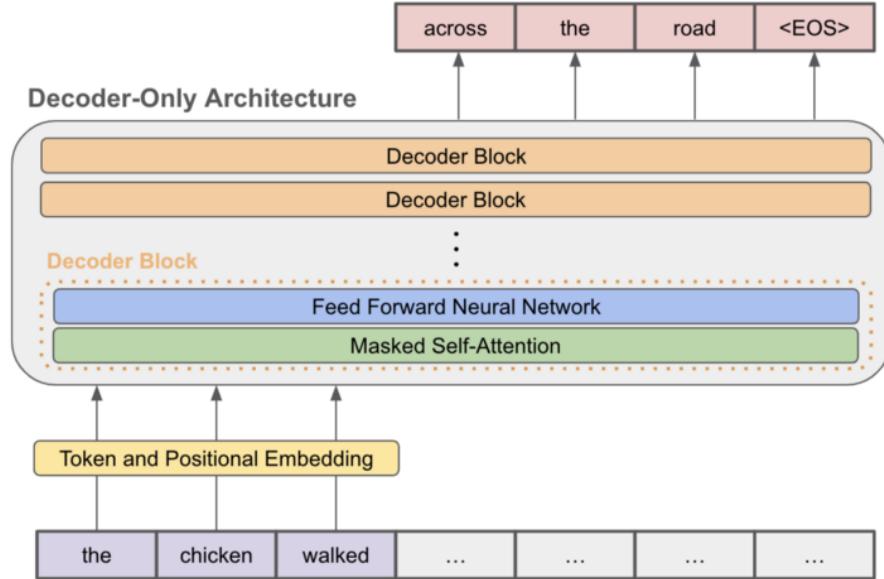 across the road <EOS>
Decoder-Only Architecture
Decoder Block
Decoder Block
Decoder Block
Feed Forward Neural Network
Masked Self-Attention
Token and Positional Embedding
the chicken walked ... ... ... ...